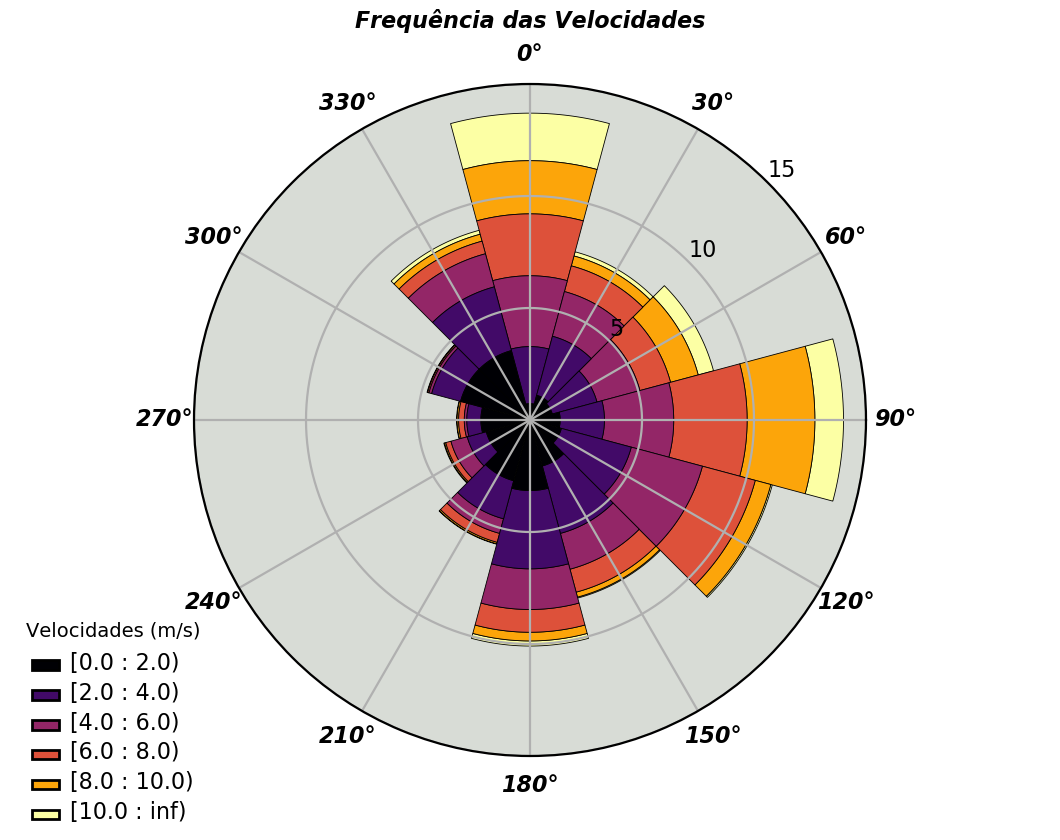 Frequência das Velocidades
0°
330°
30°
15
300°
60°
10
5
270°
90°
240°
120°
210°
150°
180°
Velocidades (m/s)
[0.0 : 2.0)
[2.0 : 4.0)
[4.0 : 6.0)
[6.0 : 8.0)
[8.0 : 10.0)
[10.0 : inf)